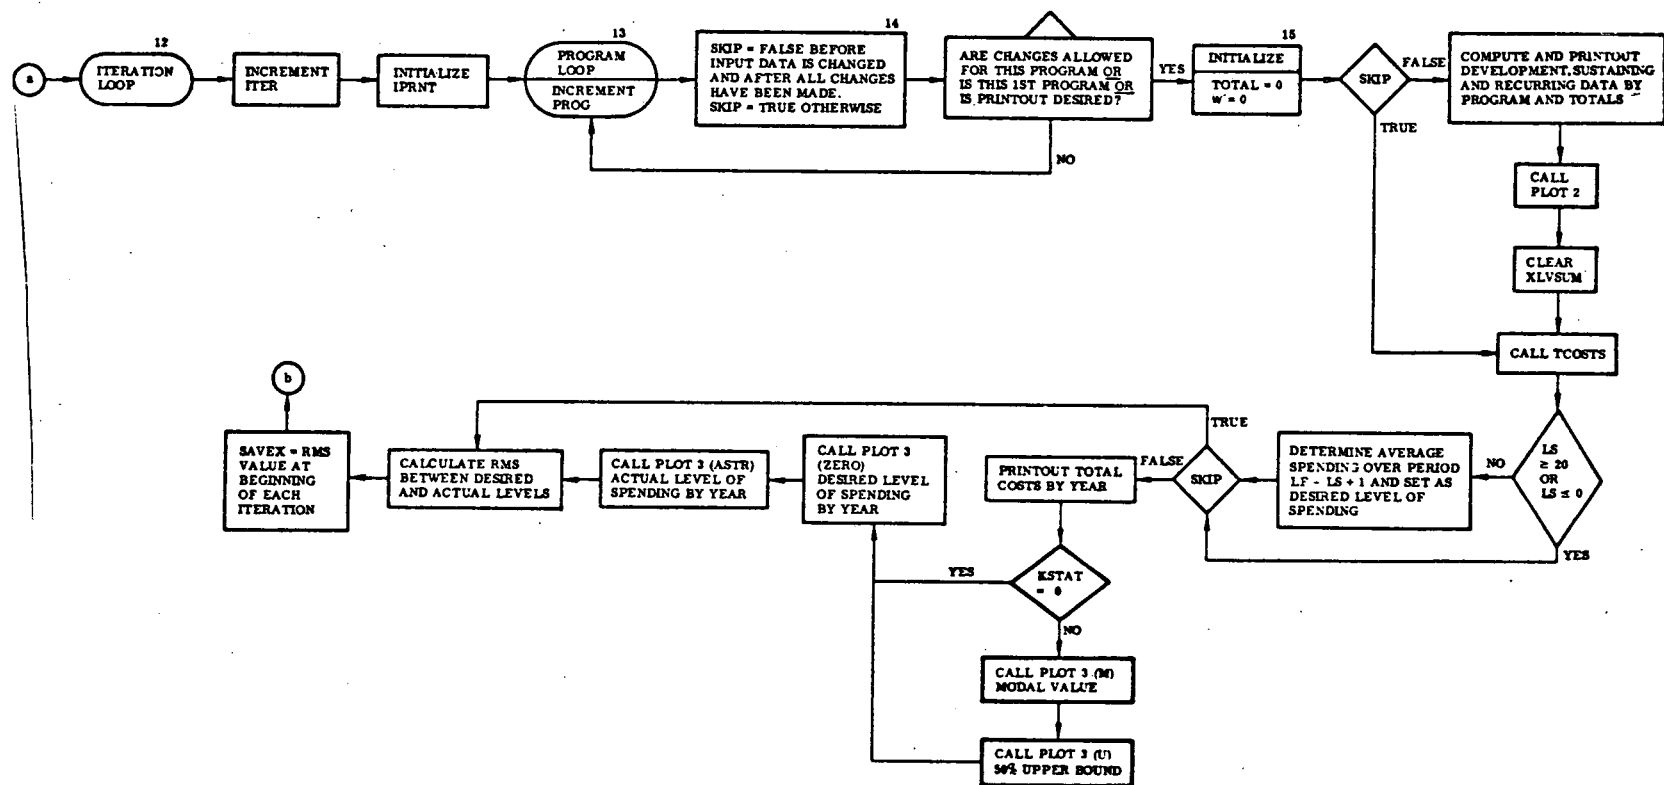 a
12
ITERATION
LOOP
INCREMENT
ITER
INITIALIZE
IPRNT
13
PROGRAM
LOOP
INCREMENT
PROG
14
SKIP = FALSE BEFORE
INPUT DATA IS CHANGED
AND AFTER ALL CHANGES
HAVE BEEN MADE.
SKIP = TRUE OTHERWISE
ARE CHANGES ALLOWED
FOR THIS PROGRAM OR
IS THIS 1ST PROGRAM OR
IS PRINTOUT DESIRED?
YES
NO
15
INITIALIZE
TOTAL = 0
W = 0
SKIP
FALSE
TRUE
COMPUTE AND PRINTOUT
DEVELOPMENT, SUSTAINING
AND RECURRING DATA BY
PROGRAM AND TOTALS
CALL
PLOT 2
CLEAR
XLVSUM
CALL TCOSTS
LS
≥ 20
OR
LS ≤ 0
NO
YES
DETERMINE AVERAGE
SPENDING OVER PERIOD
LF - LS + 1 AND SET AS
DESIRED LEVEL OF
SPENDING
SKIP
TRUE
FALSE
PRINTOUT TOTAL
COSTS BY YEAR
KSTAT
= 0
YES
NO
CALL PLOT 3 (M)
MODAL VALUE
CALL PLOT 3 (U)
50% UPPER BOUND
CALL PLOT 3
(ZERO)
DESIRED LEVEL
OF SPENDING
BY YEAR
CALL PLOT 3 (ASTR)
ACTUAL LEVEL OF
SPENDING BY YEAR
CALCULATE RMS
BETWEEN DESIRED
AND ACTUAL LEVELS
SAVEX = RMS
VALUE AT
BEGINNING
OF EACH
ITERATION
b